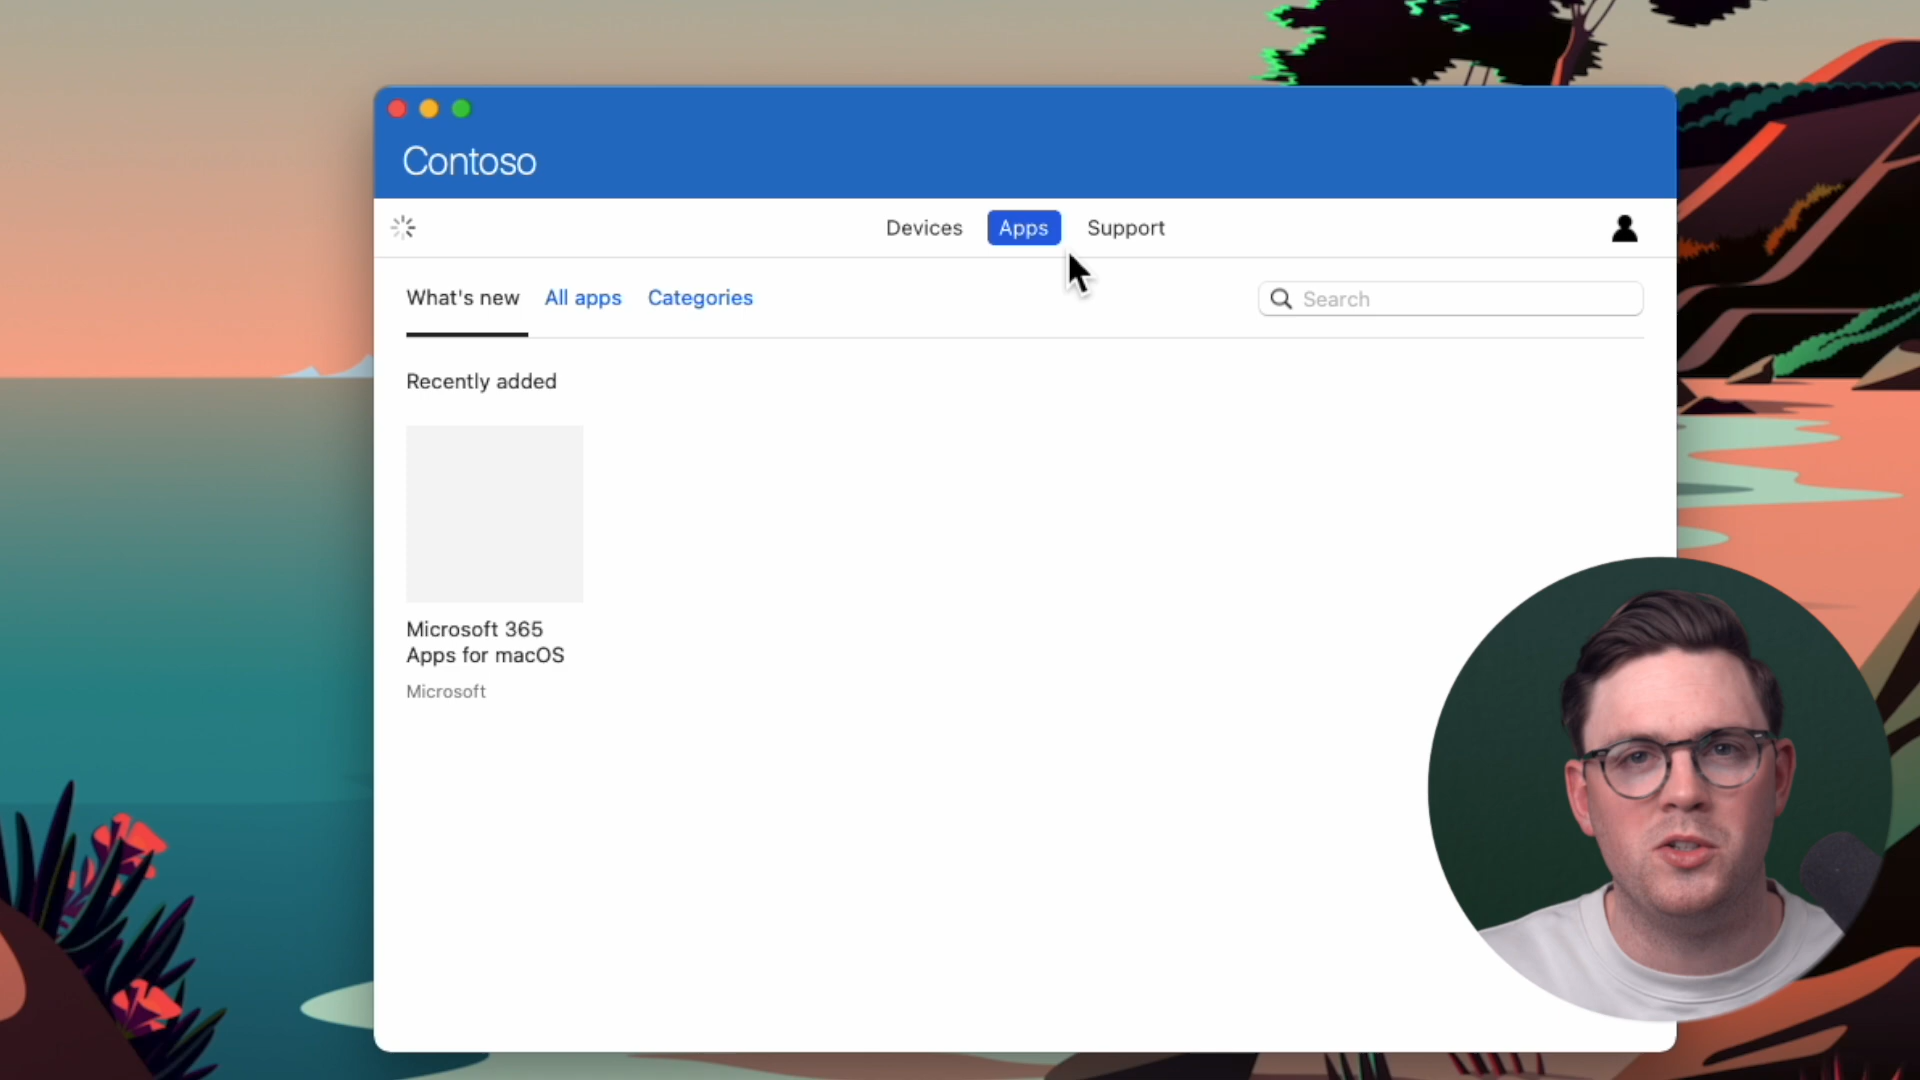 Contoso
Devices Apps Support
What's new All apps Categories Search
Recently added
Microsoft 365
Apps for macOS
Microsoft